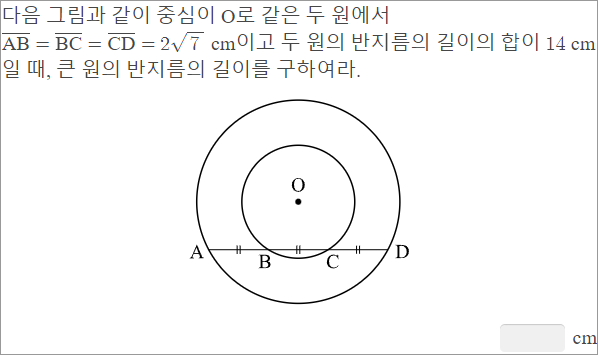 다음 그림과 같이 중심이 O로 같은 두 원에서
AB = BC = CD = 2√7 cm이고 두 원의 반지름의 길이의 합이 14 cm
일 때, 큰 원의 반지름의 길이를 구하여라.
O
A B C D
cm